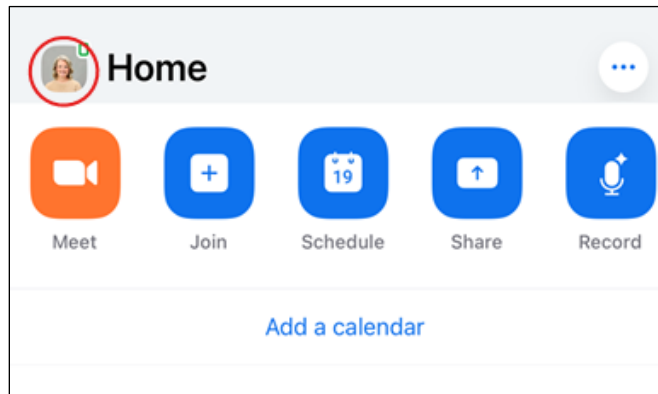 Home
Meet
Join
19
Schedule
Share
Record
Add a calendar